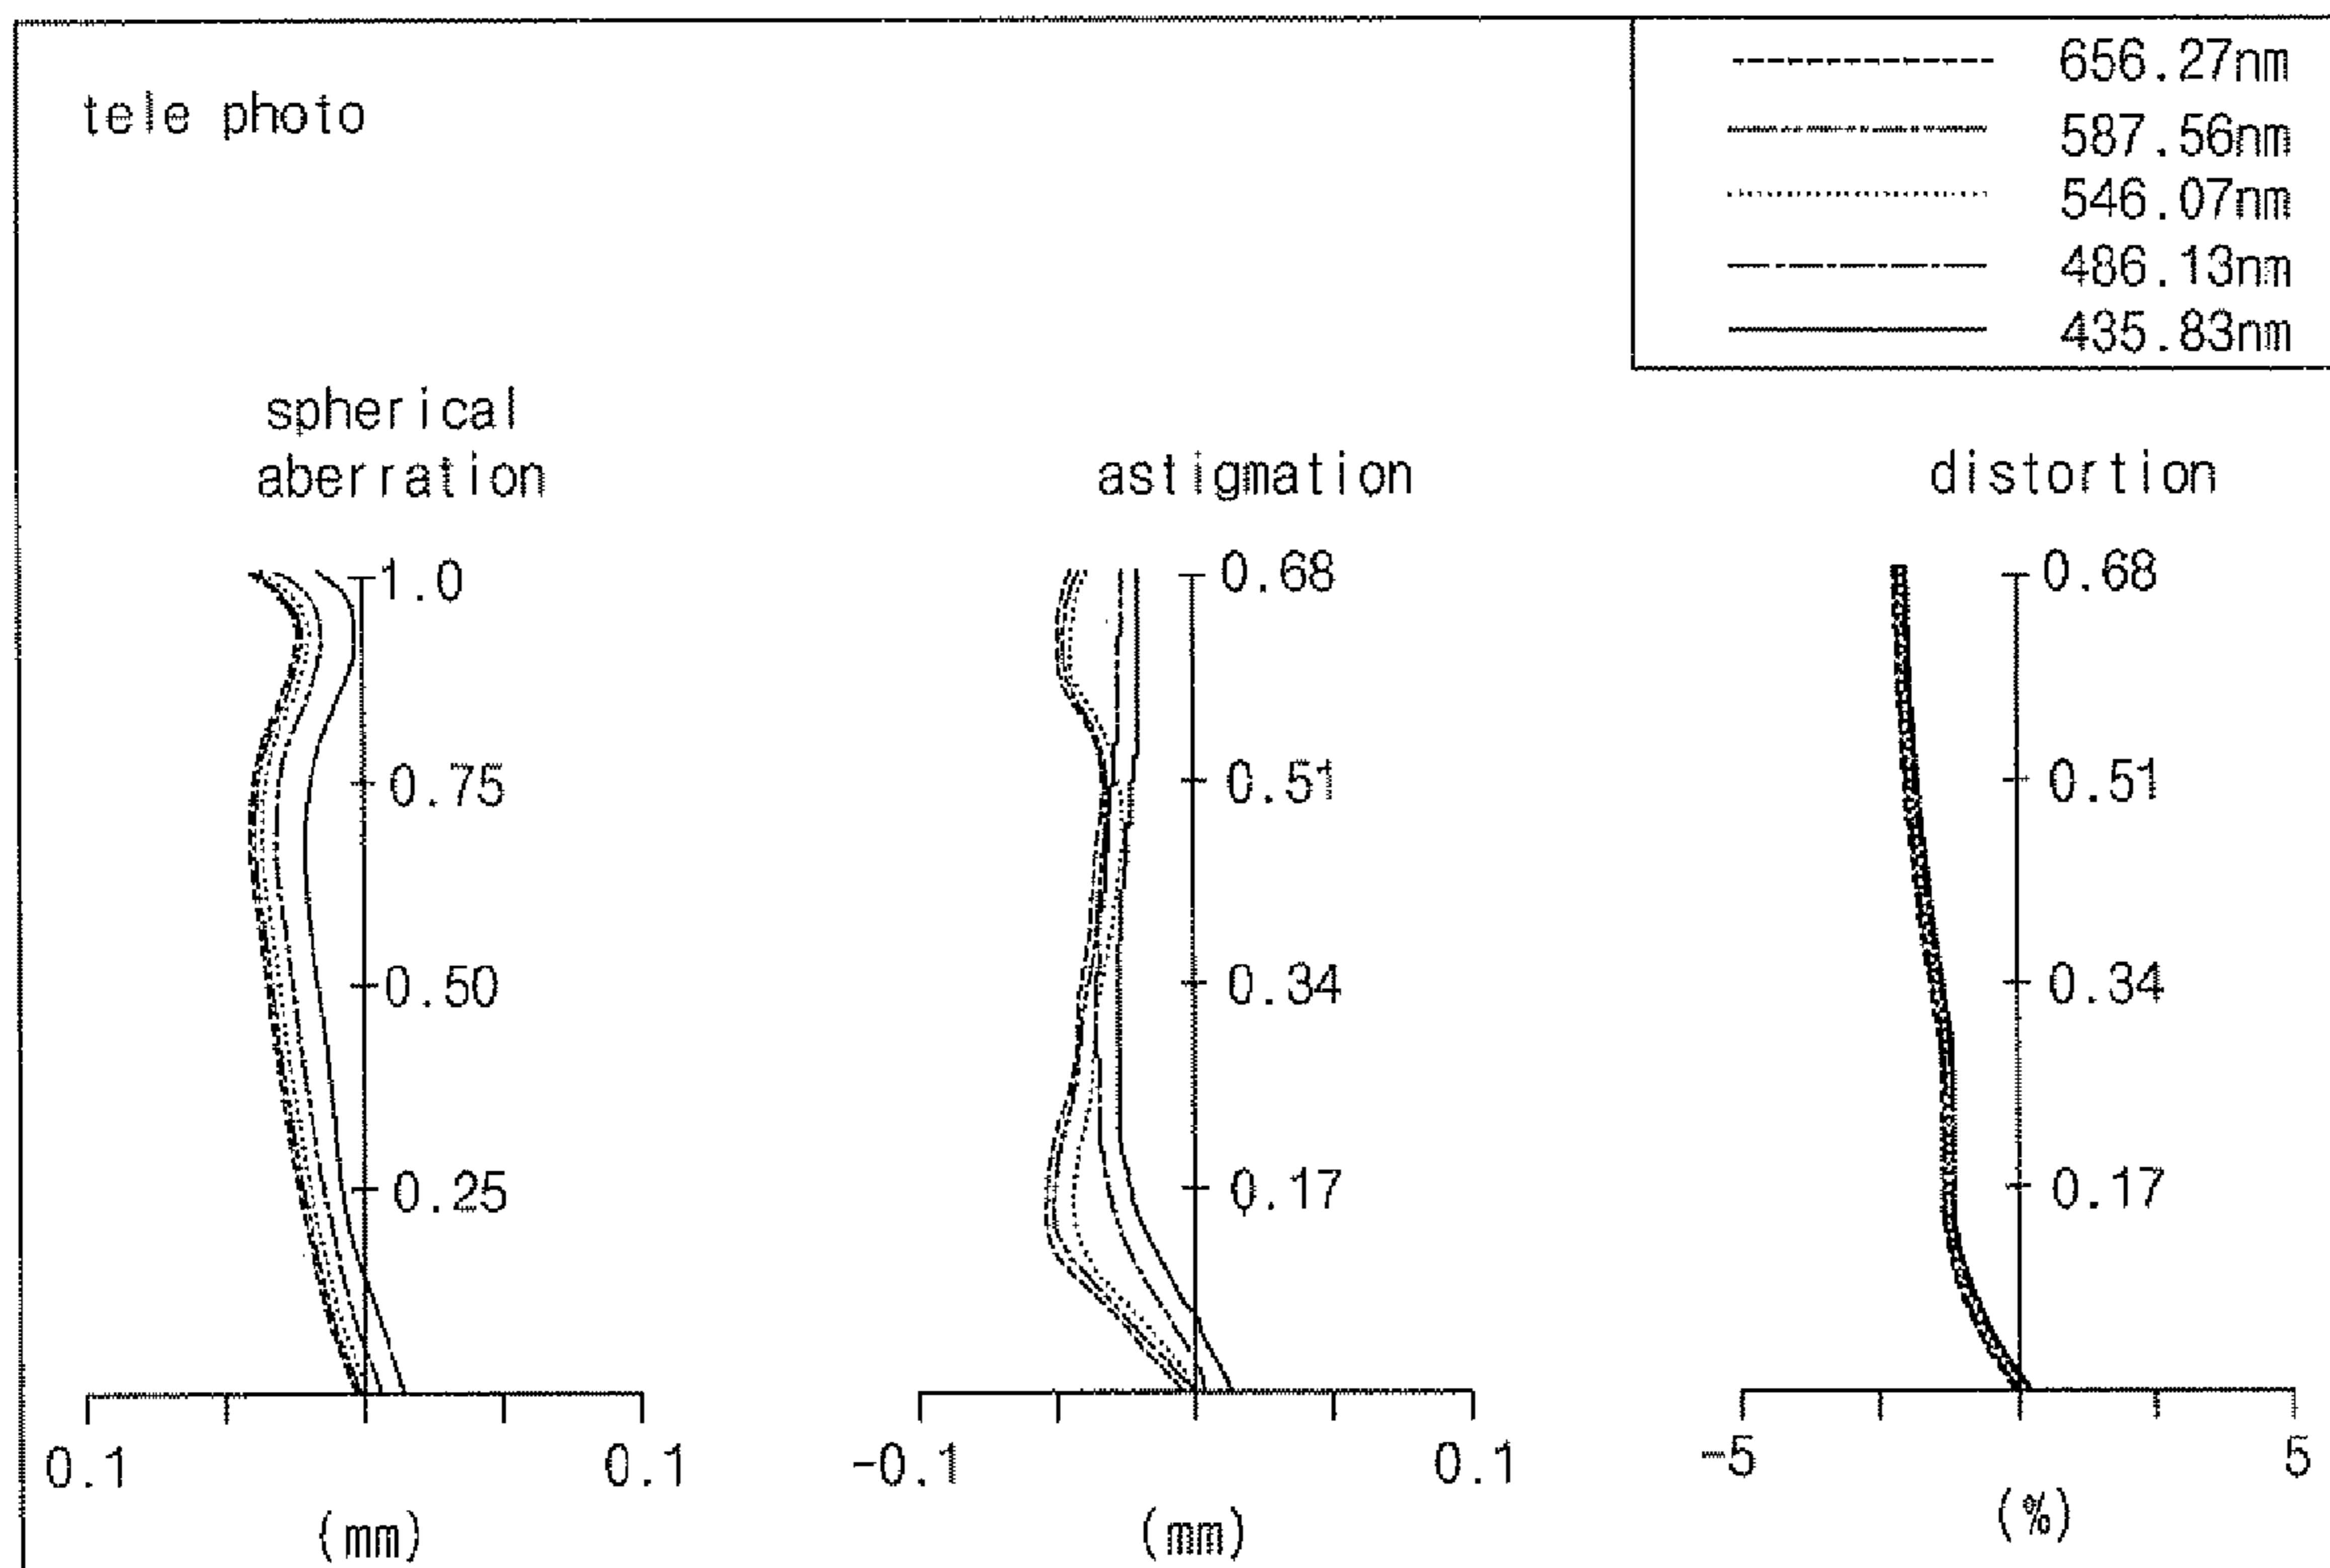 tele photo
656.27nm
587.56nm
546.07nm
486.13nm
435.83nm
spherical
aberration
1.0
0.75
0.50
0.25
0.1
0.1
(mm)
astigmation
0.68
0.51
0.34
0.17
-0.1
0.1
(mm)
distortion
0.68
0.51
0.34
0.17
-5
5
(%)